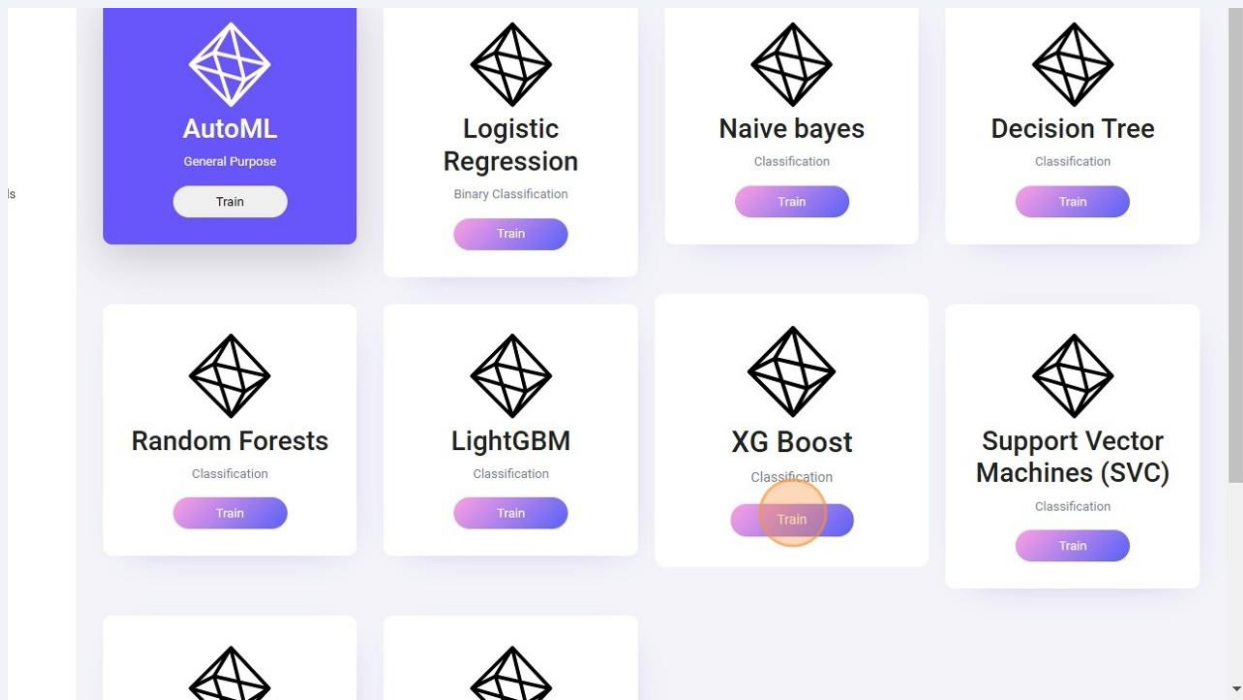 AutoML
General Purpose
Train
Logistic
Regression
Binary Classification
Train
Naive bayes
Classification
Train
Decision Tree
Classification
Train
ls
Random Forests
Classification
Train
LightGBM
Classification
Train
XG Boost
Classification
Train
Support Vector
Machines (SVC)
Classification
Train